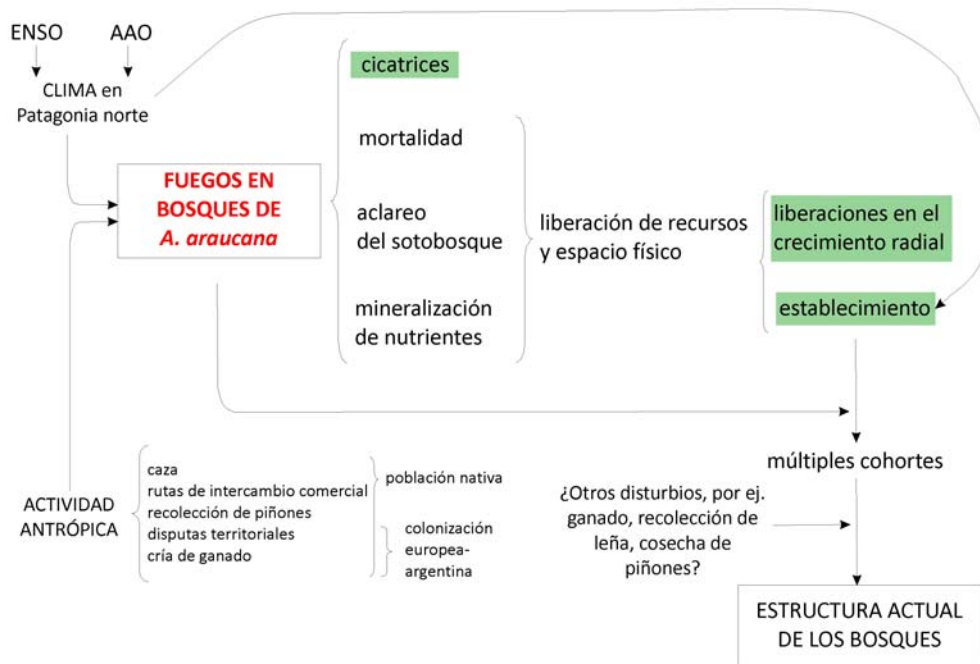 ENSO
AAO
CLIMA en
Patagonia norte
FUEGOS EN
BOSQUES DE
A. araucana
cicatrices
mortalidad
aclareo
del sotobosque
mineralización
de nutrientes
liberación de recursos
y espacio físico
liberaciones en el
crecimiento radial
establecimiento
múltiples cohortes
ACTIVIDAD
ANTRÓPICA
caza
rutas de intercambio comercial
recolección de piñones
disputas territoriales
cría de ganado
población nativa
colonización
europea-
argentina
¿Otros disturbios, por ej.
ganado, recolección de
leña, cosecha de
piñones?
ESTRUCTURA ACTUAL
DE LOS BOSQUES